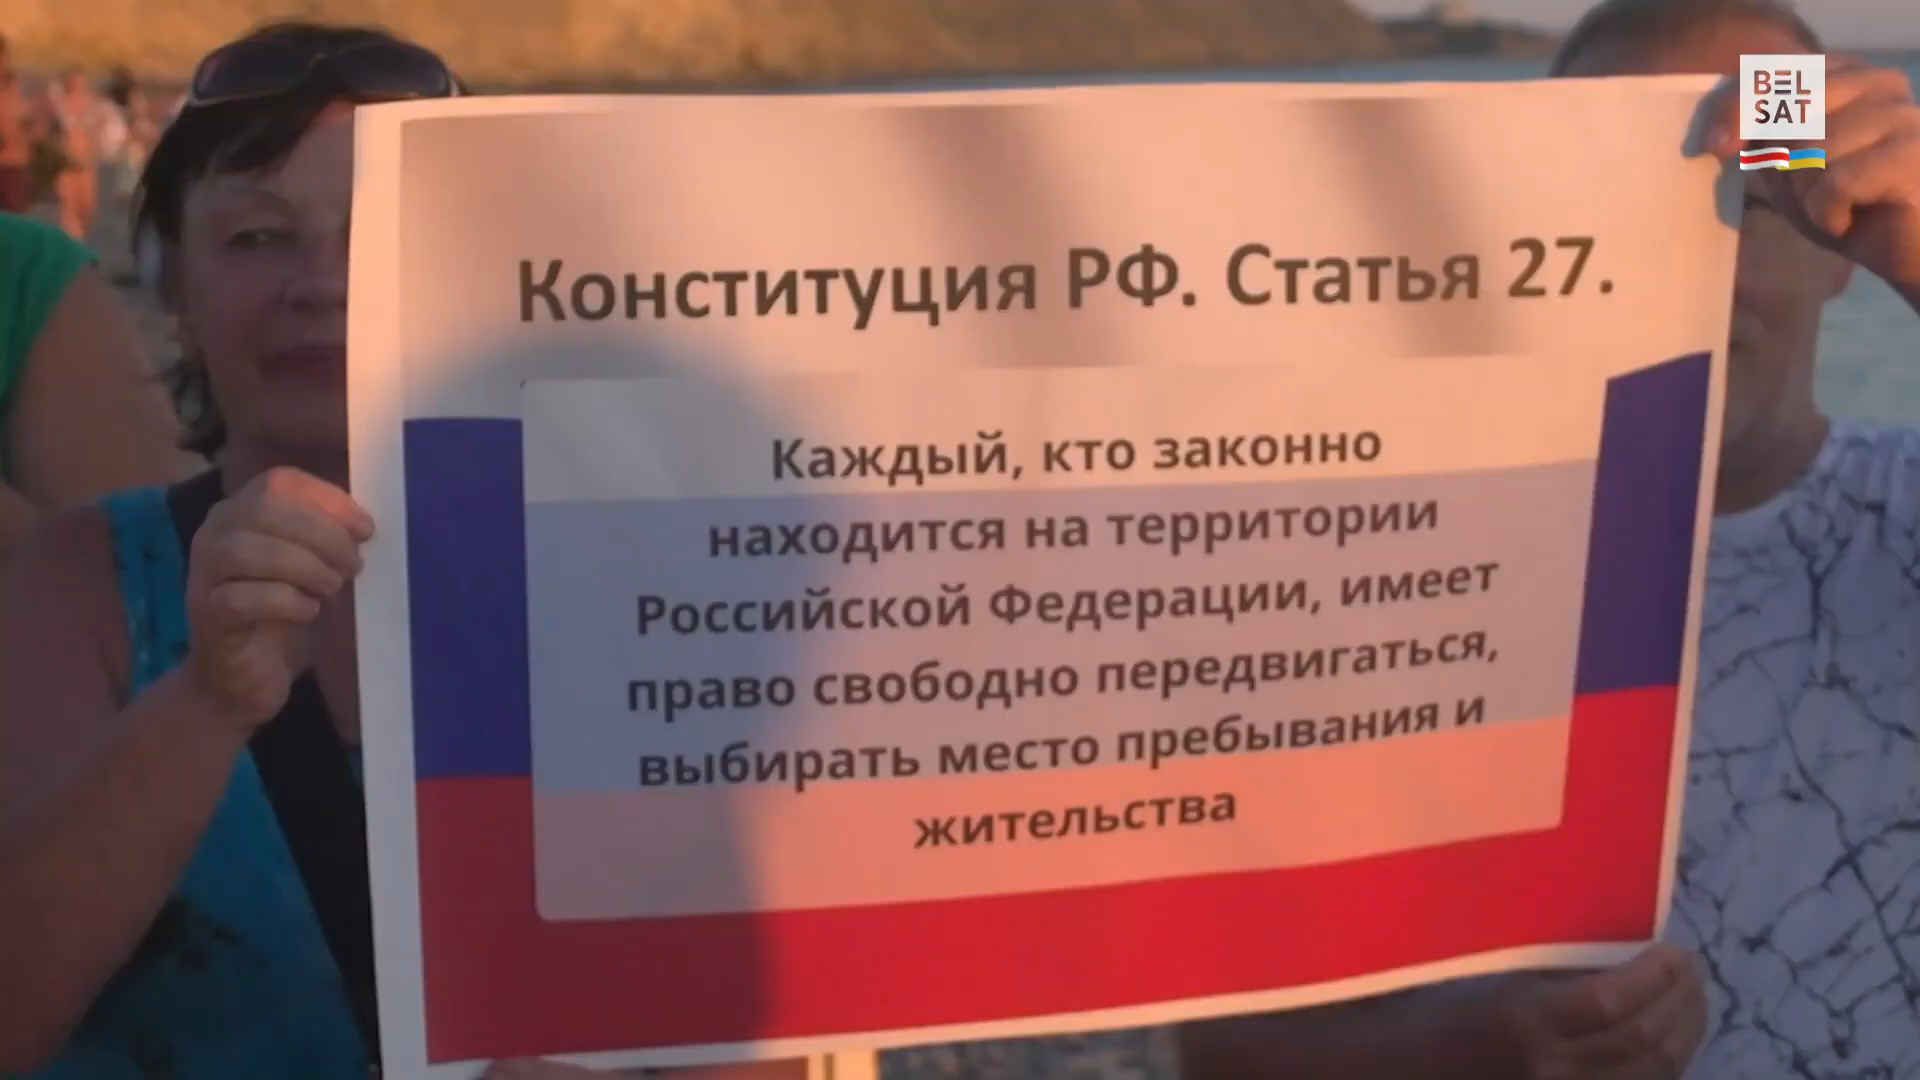 BEL
SAT
Конституция РФ. Статья 27.
Каждый, кто законно
находится на территории
Российской Федерации, имеет
право свободно передвигаться,
выбирать место пребывания и
жительства